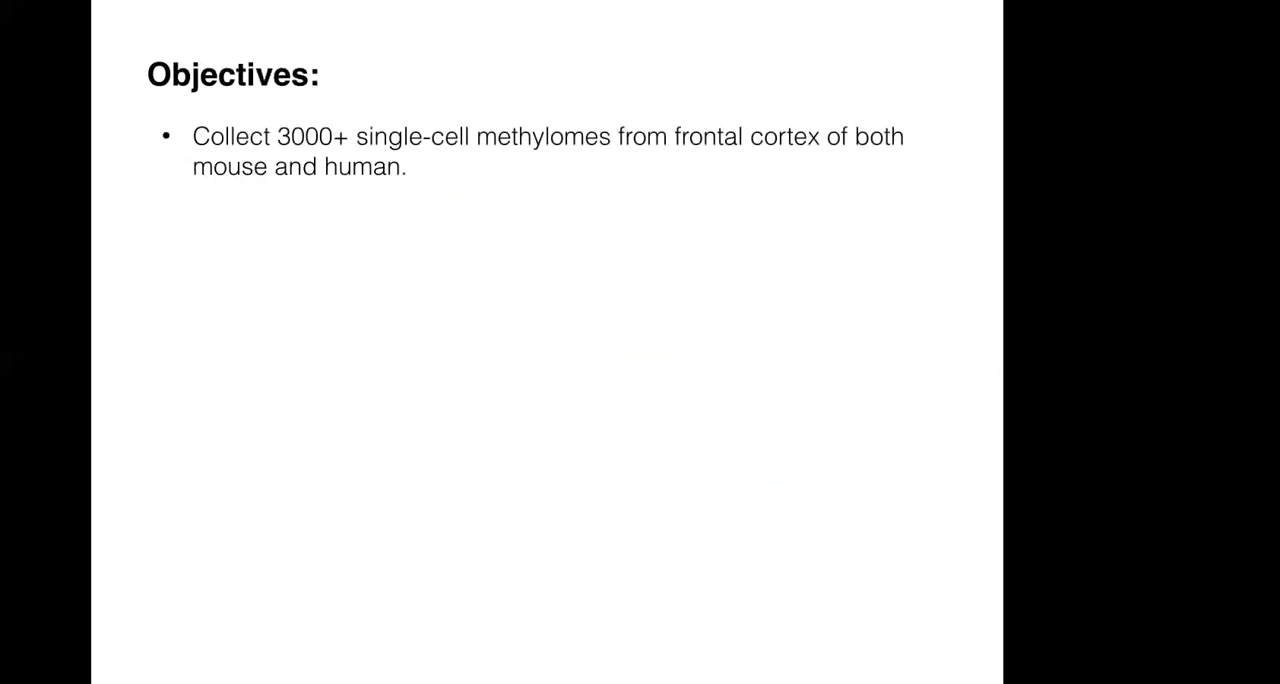 Objectives:
• Collect 3000+ single-cell methylomes from frontal cortex of both
mouse and human.